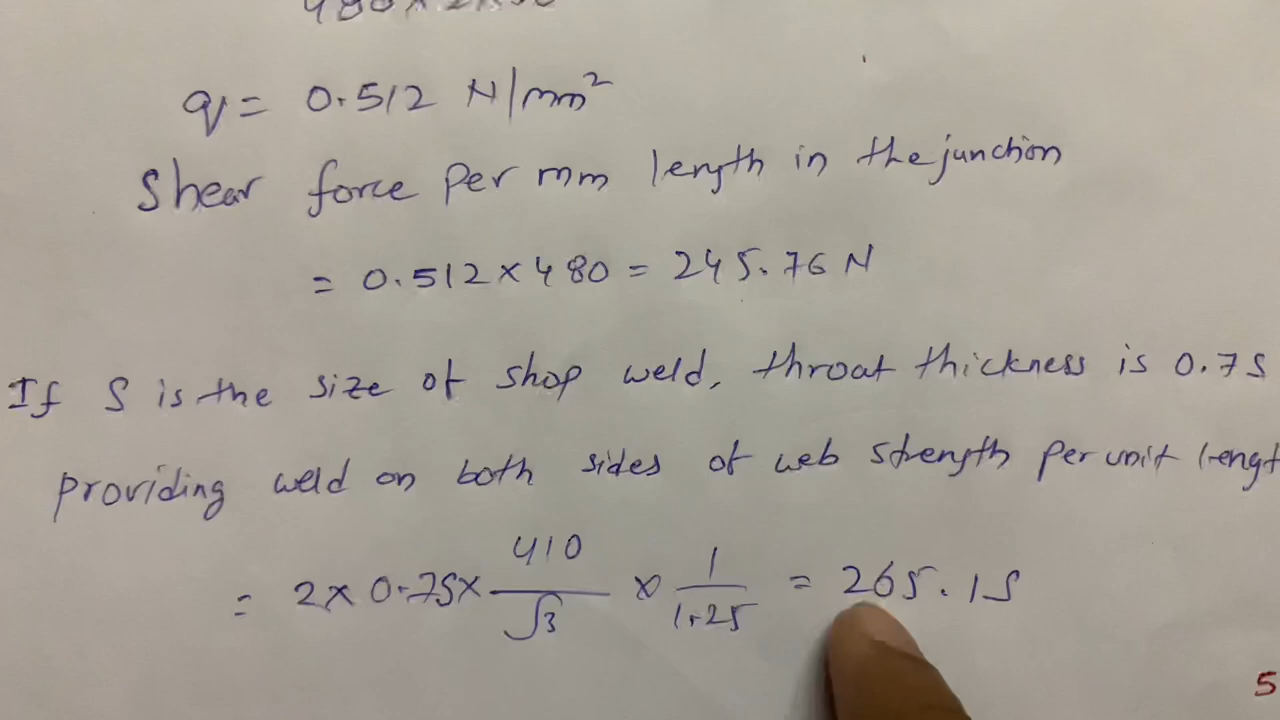 q = 0.512 N/mm²
Shear force per mm length in the junction
= 0.512 × 480 = 245.76 N
If S is the size of shop weld, throat thickness is 0.7S
providing weld on both sides of web strength per unit lengt
= 2 × 0.7S × 410/√3 × 1/1.25 = 265.1S
5